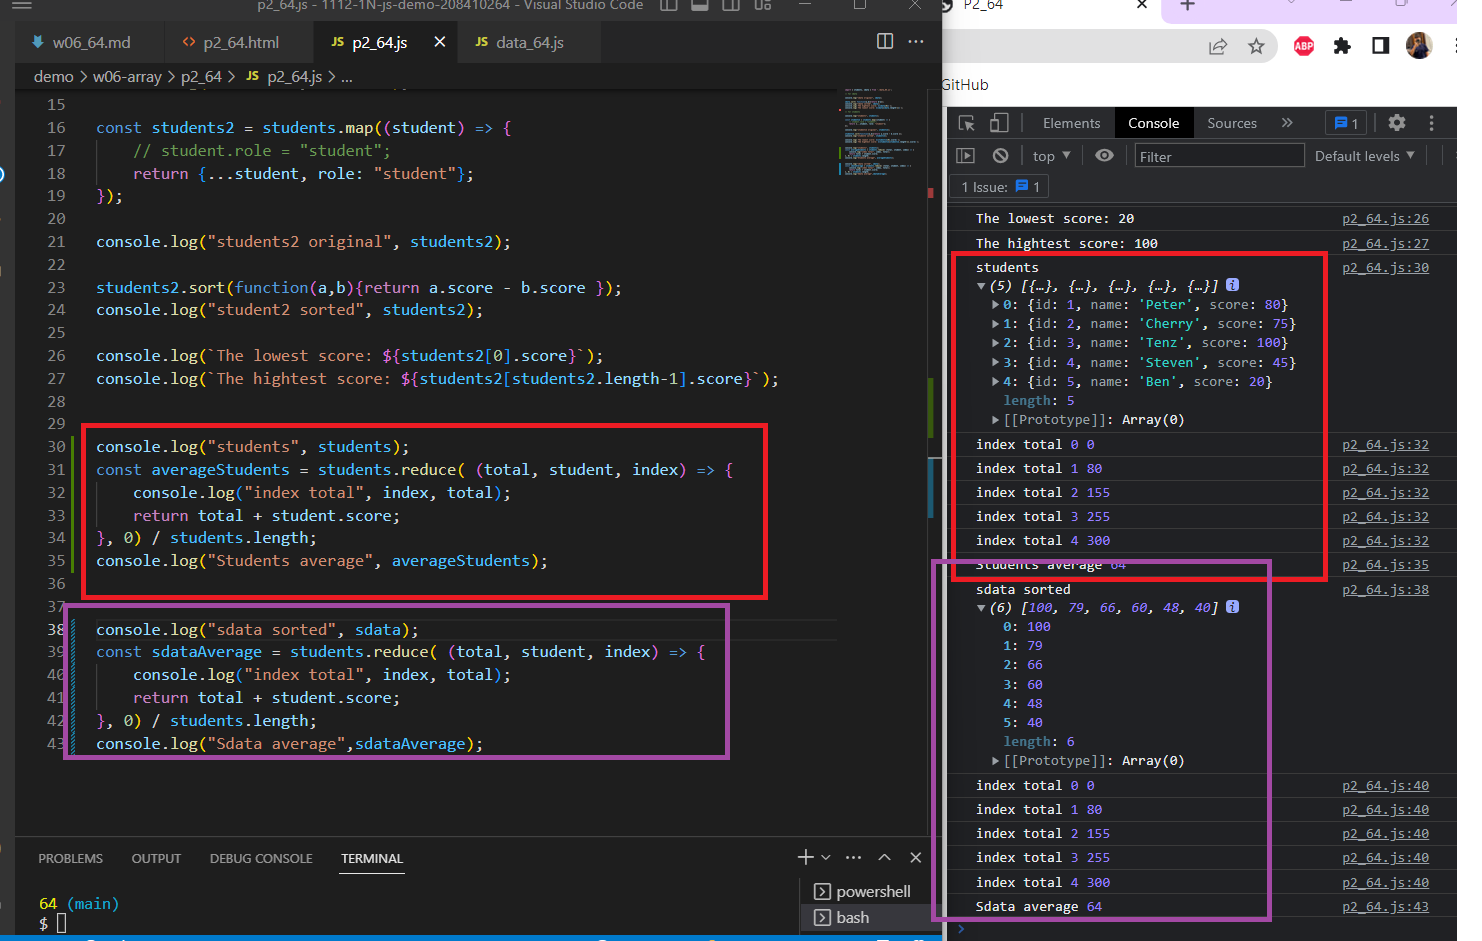 p2_64.js - 1112-1N-js-demo-208410264 - Visual Studio Code
w06_64.md
<> p2_64.html
JS p2_64.js ×
JS data_64.js
demo > w06-array > p2_64 > JS p2_64.js > ...
15
16 const students2 = students.map((student) => {
17 // student.role = "student";
18 return {...student, role: "student"};
19 });
20
21 console.log("students2 original", students2);
22
23 students2.sort(function(a,b){return a.score - b.score });
24 console.log("student2 sorted", students2);
25
26 console.log(`The lowest score: ${students2[0].score}`);
27 console.log(`The hightest score: ${students2[students2.length-1].score}`);
28
29
30 console.log("students", students);
31 const averageStudents = students.reduce( (total, student, index) => {
32 console.log("index total", index, total);
33 return total + student.score;
34 }, 0) / students.length;
35 console.log("Students average", averageStudents);
36
37
38 console.log("sdata sorted", sdata);
39 const sdataAverage = students.reduce( (total, student, index) => {
40 console.log("index total", index, total);
41 return total + student.score;
42 }, 0) / students.length;
43 console.log("Sdata average",sdataAverage);
PROBLEMS OUTPUT DEBUG CONSOLE TERMINAL
64 (main)
$
powershell
bash
P2_64
ABP
GitHub
Elements Console Sources » 1
top Filter Default levels
1 Issue: 1
The lowest score: 20 p2_64.js:26
The hightest score: 100 p2_64.js:27
students p2_64.js:30
(5) [{…}, {…}, {…}, {…}, {…}] i
0: {id: 1, name: 'Peter', score: 80}
1: {id: 2, name: 'Cherry', score: 75}
2: {id: 3, name: 'Tenz', score: 100}
3: {id: 4, name: 'Steven', score: 45}
4: {id: 5, name: 'Ben', score: 20}
length: 5
[[Prototype]]: Array(0)
index total 0 0 p2_64.js:32
index total 1 80 p2_64.js:32
index total 2 155 p2_64.js:32
index total 3 255 p2_64.js:32
index total 4 300 p2_64.js:32
Students average 64 p2_64.js:35
sdata sorted p2_64.js:38
(6) [100, 79, 66, 60, 48, 40] i
0: 100
1: 79
2: 66
3: 60
4: 48
5: 40
length: 6
[[Prototype]]: Array(0)
index total 0 0 p2_64.js:40
index total 1 80 p2_64.js:40
index total 2 155 p2_64.js:40
index total 3 255 p2_64.js:40
index total 4 300 p2_64.js:40
Sdata average 64 p2_64.js:43
>